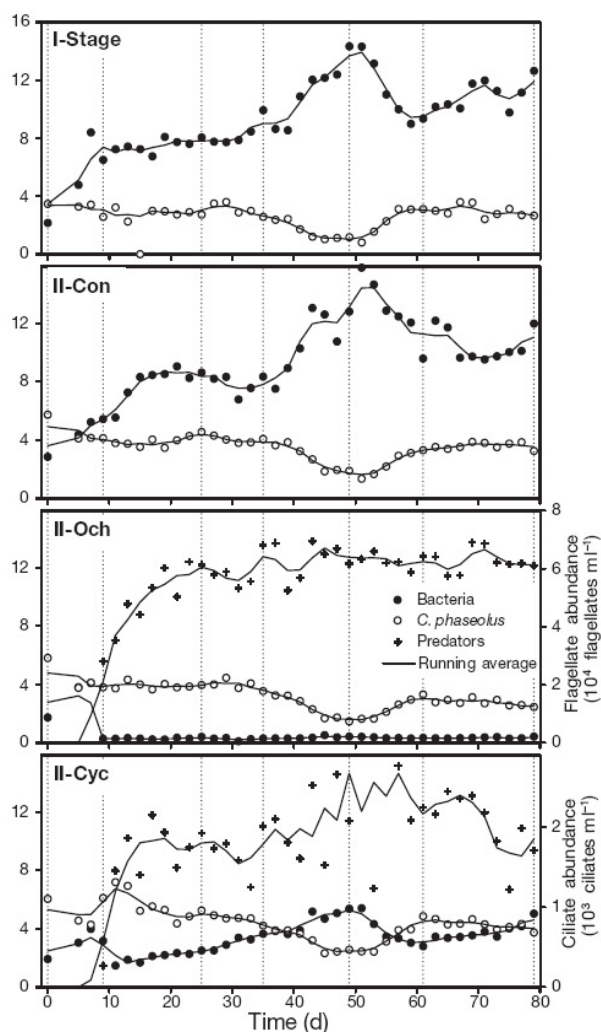 16
I-Stage
12
8
4
0
II-Con
12
8
4
0
II-Och
8
12
6
8
Bacteria
C. phaseolus
4
Predators
Running average
4
2
0
0
Flagellate abundance
(10⁴ flagellates ml⁻¹)
II-Cyc
12
2
8
1
4
0
0
Ciliate abundance
(10³ ciliates ml⁻¹)
0 10 20 30 40 50 60 70 80
Time (d)